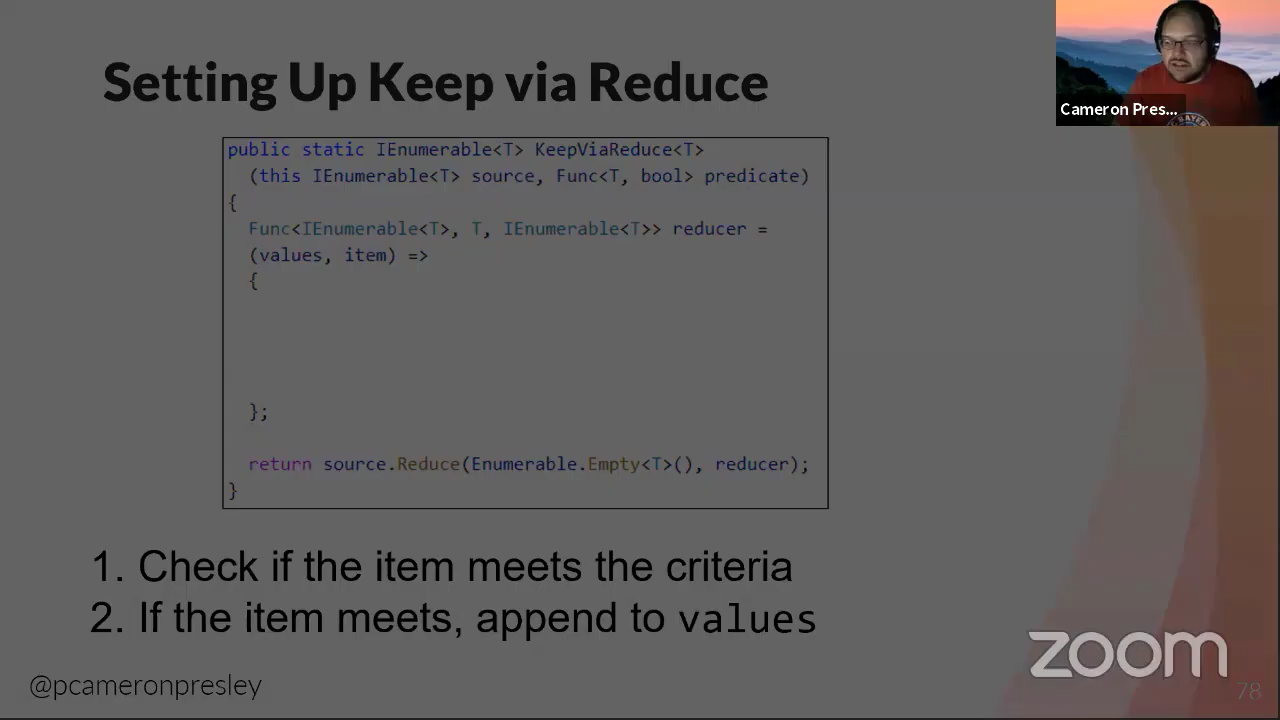 Setting Up Keep via Reduce
Cameron Pres...
public static IEnumerable<T> KeepViaReduce<T>
(this IEnumerable<T> source, Func<T, bool> predicate)
{
Func<IEnumerable<T>, T, IEnumerable<T>> reducer =
(values, item) =>
{
};
return source.Reduce(Enumerable.Empty<T>(), reducer);
}
1. Check if the item meets the criteria
2. If the item meets, append to values
@pcameronpresley
zoom
78